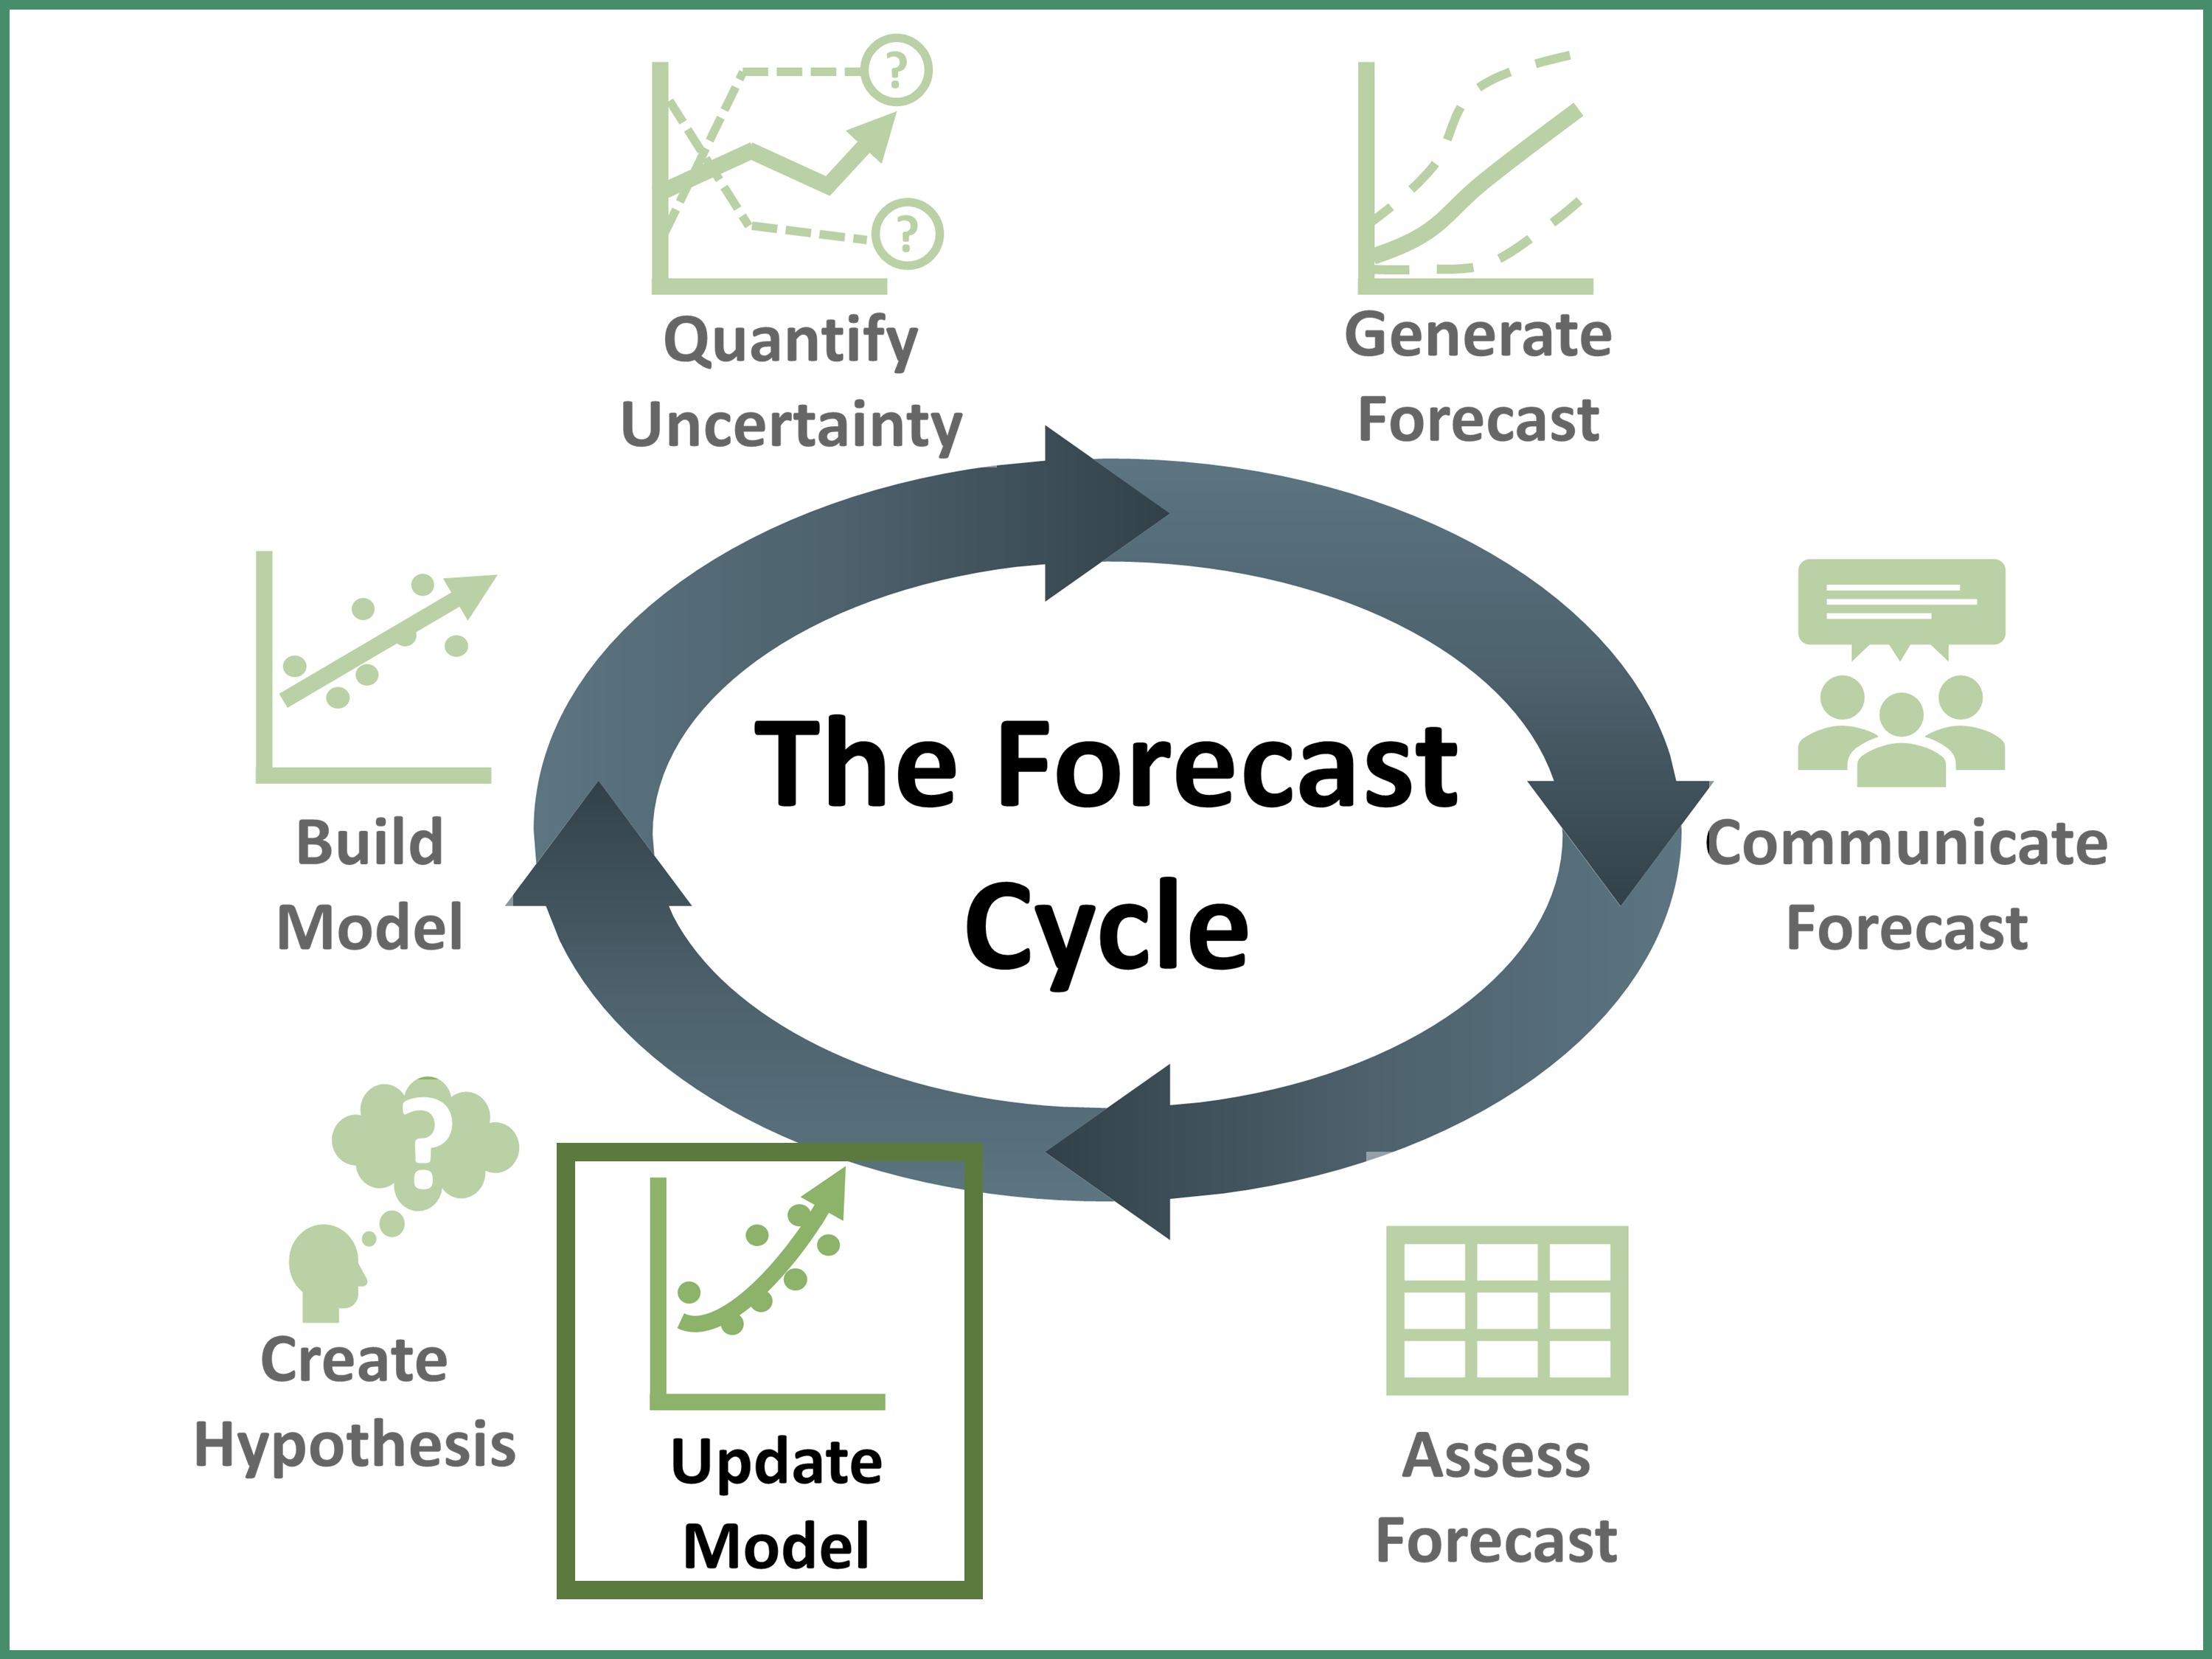 ?
?
Quantify
Uncertainty
Generate
Forecast
Build
Model
The Forecast
Cycle
Communicate
Forecast
?
Create
Hypothesis
Update
Model
Assess
Forecast